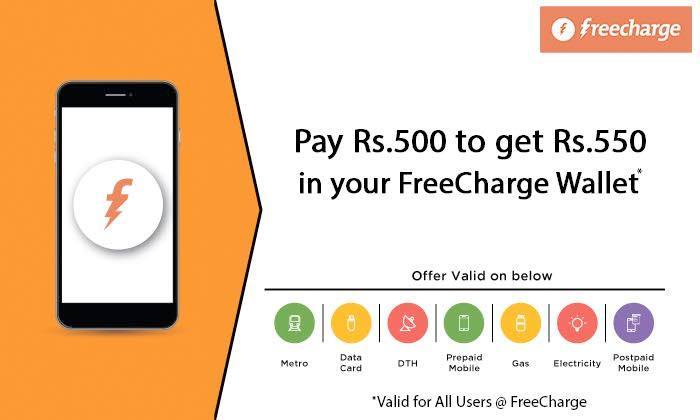 freecharge
Pay Rs.500 to get Rs.550
in your FreeCharge Wallet*
Offer Valid on below
Metro
Data
Card
DTH
Prepaid
Mobile
Gas
Electricity
Postpaid
Mobile
*Valid for All Users @ FreeCharge